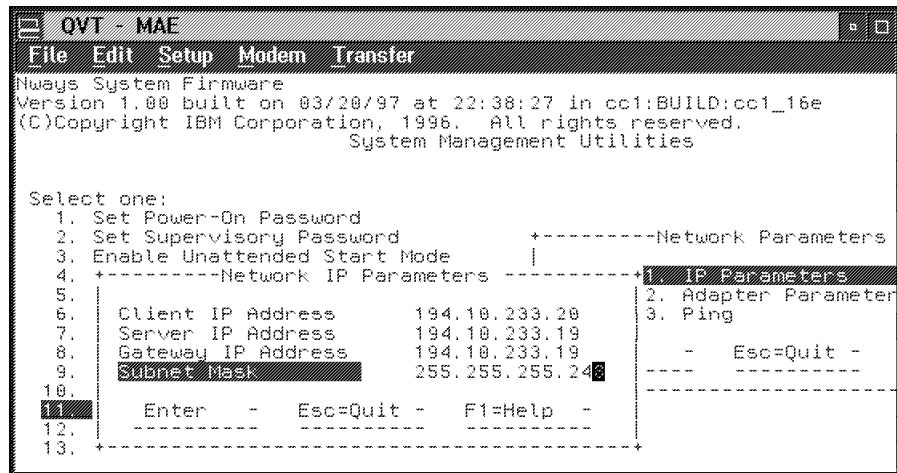 QVT - MAE
File Edit Setup Modem Transfer
Nways System Firmware
Version 1.00 built on 03/20/97 at 22:38:27 in cc1:BUILD:cc1_16e
(C)Copyright IBM Corporation, 1996. All rights reserved.
System Management Utilities
Select one:
1. Set Power-On Password
2. Set Supervisory Password
3. Enable Unattended Start Mode
4.
5.
6.
7.
8.
9.
10.
11.
12.
13.
Network IP Parameters
Client IP Address 194.10.233.20
Server IP Address 194.10.233.19
Gateway IP Address 194.10.233.19
Subnet Mask
Enter - Esc=Quit - F1=Help -
Network Parameters
1. IP Parameters
2. Adapter Parameter
3. Ping
- Esc=Quit -